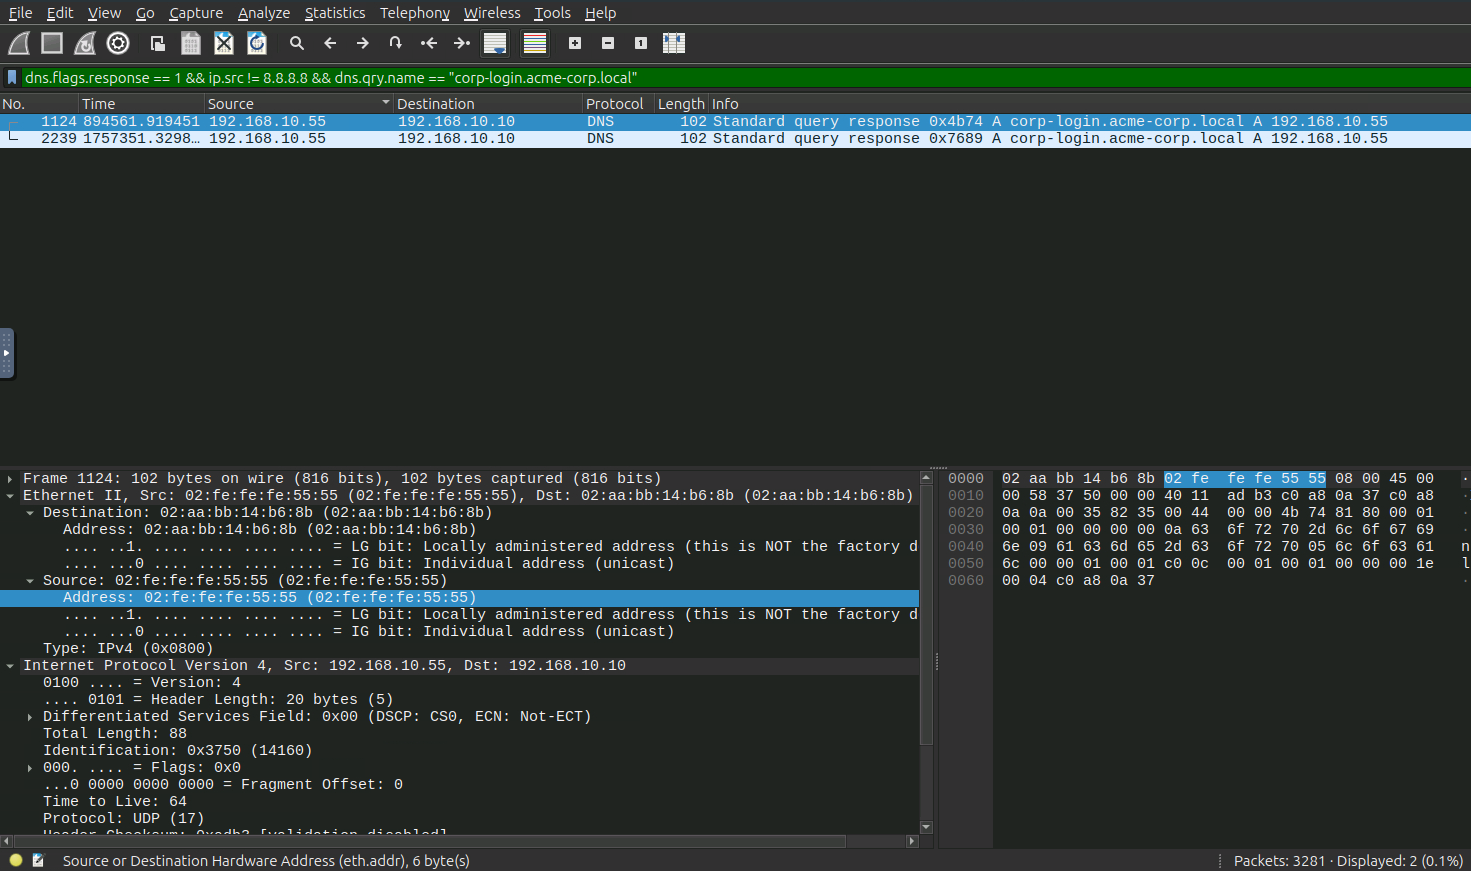 File Edit View Go Capture Analyze Statistics Telephony Wireless Tools Help
dns.flags.response == 1 && ip.src != 8.8.8.8 && dns.qry.name == "corp-login.acme-corp.local"
No. Time Source Destination Protocol Length Info
1124 894561.919451 192.168.10.55 192.168.10.10 DNS 102 Standard query response 0x4b74 A corp-login.acme-corp.local A 192.168.10.55
2239 1757351.3298… 192.168.10.55 192.168.10.10 DNS 102 Standard query response 0x7689 A corp-login.acme-corp.local A 192.168.10.55
Frame 1124: 102 bytes on wire (816 bits), 102 bytes captured (816 bits)
Ethernet II, Src: 02:fe:fe:fe:55:55 (02:fe:fe:fe:55:55), Dst: 02:aa:bb:14:b6:8b (02:aa:bb:14:b6:8b)
Destination: 02:aa:bb:14:b6:8b (02:aa:bb:14:b6:8b)
Address: 02:aa:bb:14:b6:8b (02:aa:bb:14:b6:8b)
.... ..1. .... .... .... .... = LG bit: Locally administered address (this is NOT the factory d
.... ...0 .... .... .... .... = IG bit: Individual address (unicast)
Source: 02:fe:fe:fe:55:55 (02:fe:fe:fe:55:55)
Address: 02:fe:fe:fe:55:55 (02:fe:fe:fe:55:55)
.... ..1. .... .... .... .... = LG bit: Locally administered address (this is NOT the factory d
.... ...0 .... .... .... .... = IG bit: Individual address (unicast)
Type: IPv4 (0x0800)
Internet Protocol Version 4, Src: 192.168.10.55, Dst: 192.168.10.10
0100 .... = Version: 4
.... 0101 = Header Length: 20 bytes (5)
Differentiated Services Field: 0x00 (DSCP: CS0, ECN: Not-ECT)
Total Length: 88
Identification: 0x3750 (14160)
000. .... = Flags: 0x0
...0 0000 0000 0000 = Fragment Offset: 0
Time to Live: 64
Protocol: UDP (17)
Header Checksum: 0xadb3 [validation disabled]
0000 02 aa bb 14 b6 8b 02 fe fe fe 55 55 08 00 45 00
0010 00 58 37 50 00 00 40 11 ad b3 c0 a8 0a 37 c0 a8
0020 0a 0a 00 35 82 35 00 44 00 00 4b 74 81 80 00 01
0030 00 01 00 00 00 00 0a 63 6f 72 70 2d 6c 6f 67 69
0040 6e 09 61 63 6d 65 2d 63 6f 72 70 05 6c 6f 63 61 n
0050 6c 00 00 01 00 01 c0 0c 00 01 00 01 00 00 00 1e l
0060 00 04 c0 a8 0a 37
Source or Destination Hardware Address (eth.addr), 6 byte(s)
Packets: 3281 · Displayed: 2 (0.1%)